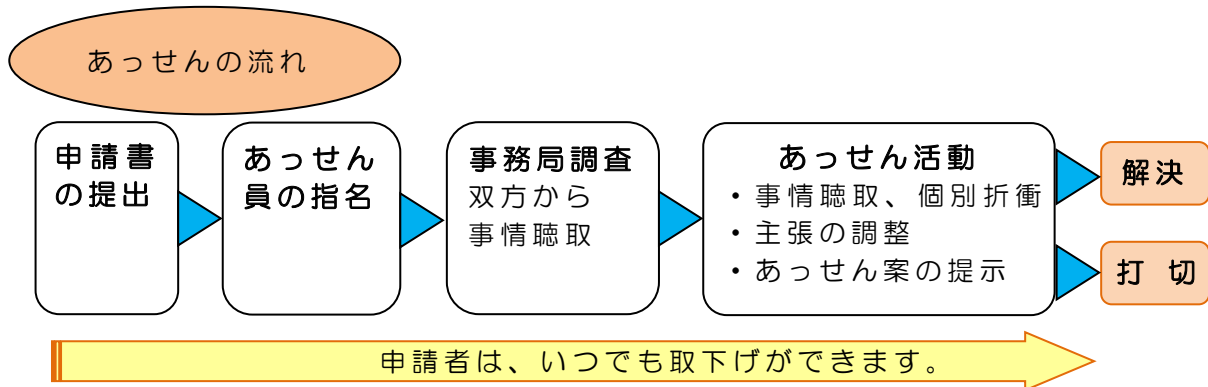 あっせんの流れ
申請書
の提出
あっせん
員の指名
事務局調査
双方から
事情聴取
あっせん活動
・事情聴取、個別折衝
・主張の調整
・あっせん案の提示
解決
打切
申請者は、いつでも取下げができます。